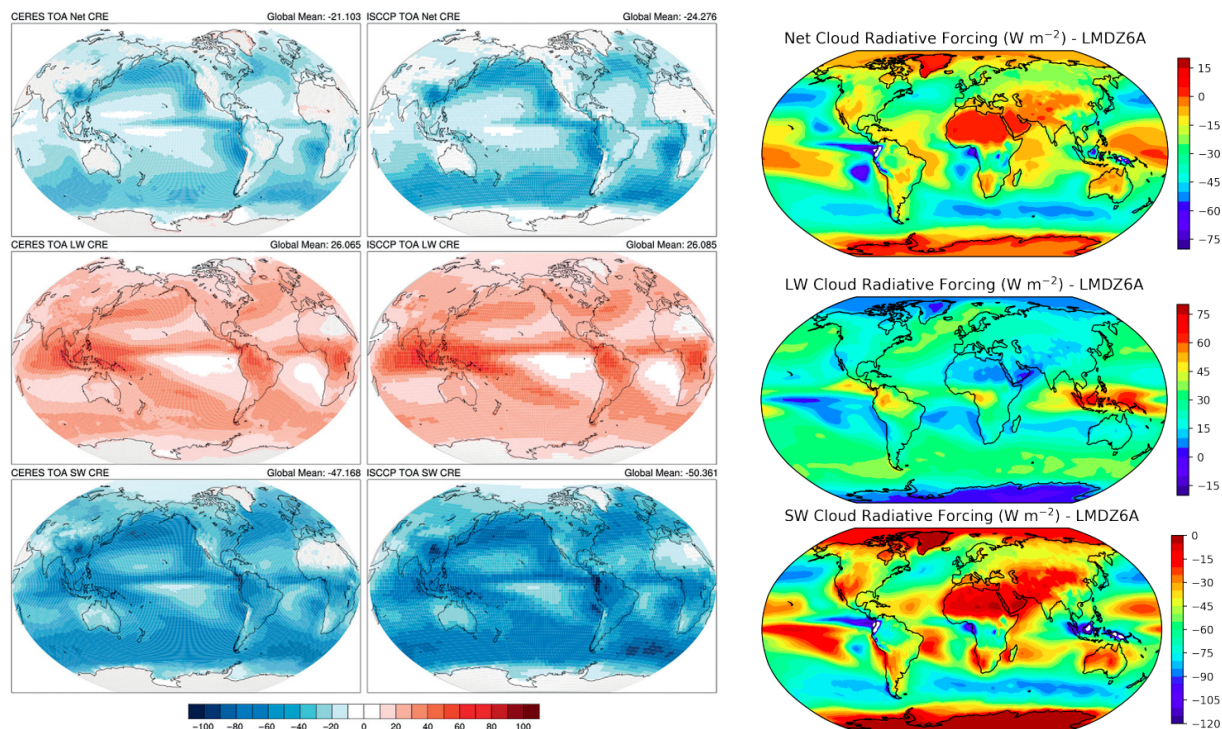 CERES TOA Net CRE Global Mean: -21.103
ISCCP TOA Net CRE Global Mean: -24.276
CERES TOA LW CRE Global Mean: 26.065
ISCCP TOA LW CRE Global Mean: 26.085
CERES TOA SW CRE Global Mean: -47.168
ISCCP TOA SW CRE Global Mean: -50.361
-100 -80 -60 -40 -20 0 20 40 60 80 100
Net Cloud Radiative Forcing (W m⁻²) - LMDZ6A
15
0
-15
-30
-45
-60
-75
LW Cloud Radiative Forcing (W m⁻²) - LMDZ6A
75
60
45
30
15
0
-15
SW Cloud Radiative Forcing (W m⁻²) - LMDZ6A
0
-15
-30
-45
-60
-75
-90
-105
-120